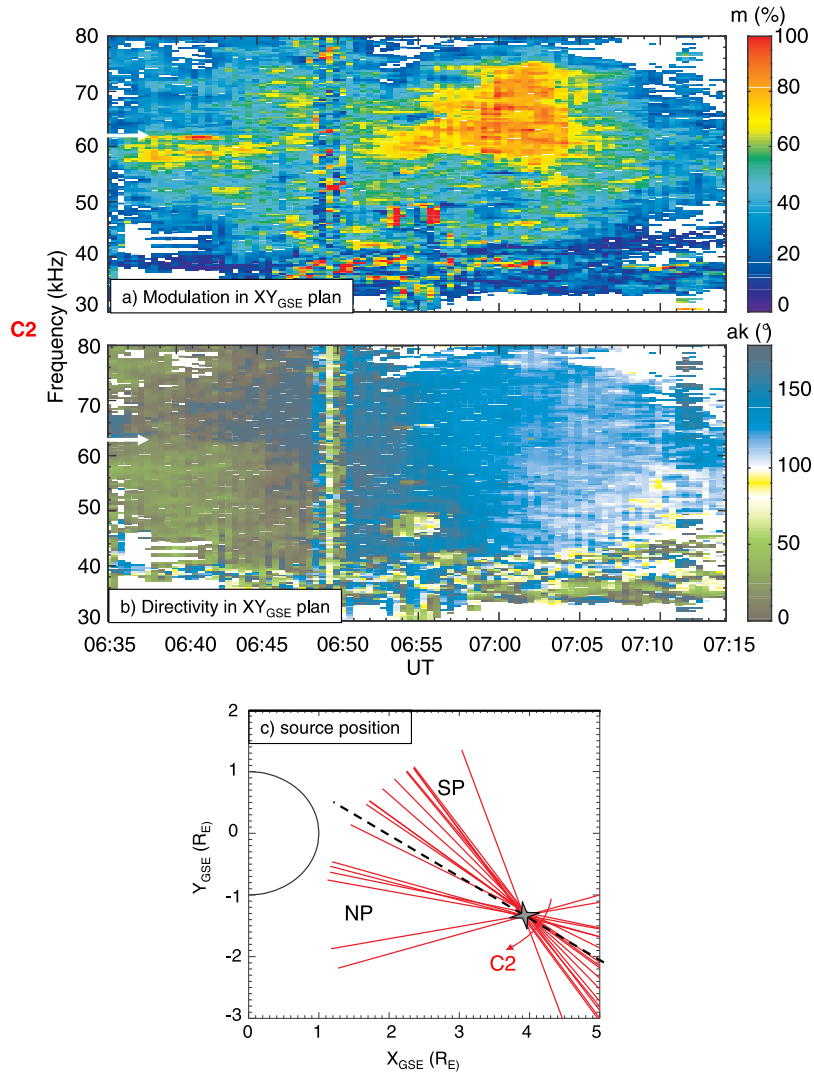 m (%)
80
70
60
50
40
30
100
80
60
40
20
0
a) Modulation in XY_GSE plan
C2
Frequency (kHz)
ak (°)
80
70
60
50
40
30
150
100
50
0
b) Directivity in XY_GSE plan
06:35 06:40 06:45 06:50 06:55 07:00 07:05 07:10 07:15
UT
c) source position
2
1
0
-1
-2
-3
Y_GSE (R_E)
SP
NP
C2
0 1 2 3 4 5
X_GSE (R_E)